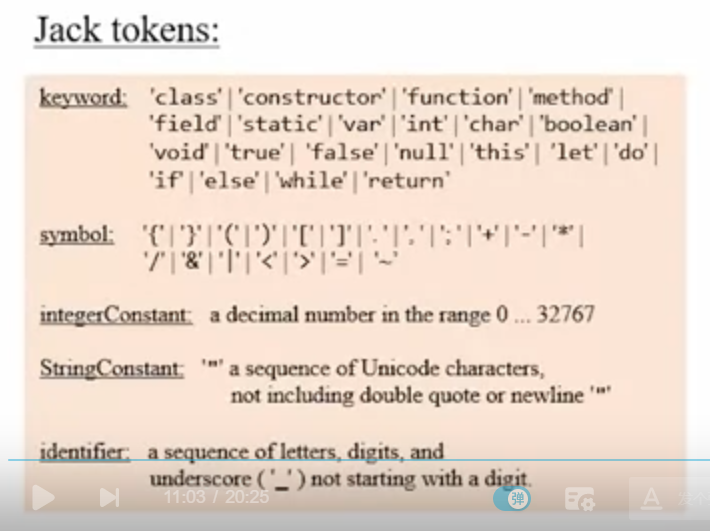 Jack tokens:
keyword: 'class'|'constructor'|'function'|'method'|
'field'|'static'|'var'|'int'|'char'|'boolean'|
'void'|'true'| 'false'|'null'|'this'| 'let'|'do'|
'if'|'else'|'while'|'return'
symbol: '{'|'}'|'('|')'|'['|']'|'.'|','|';'|'+'|'-'|'*'|
'/'|'&'|'|'|'<'|'>'|'='| '~'
integerConstant: a decimal number in the range 0 ... 32767
StringConstant: '"' a sequence of Unicode characters,
not including double quote or newline '"'
identifier: a sequence of letters, digits, and
underscore ( '_' ) not starting with a digit.
11:03 / 20:25
弹
A